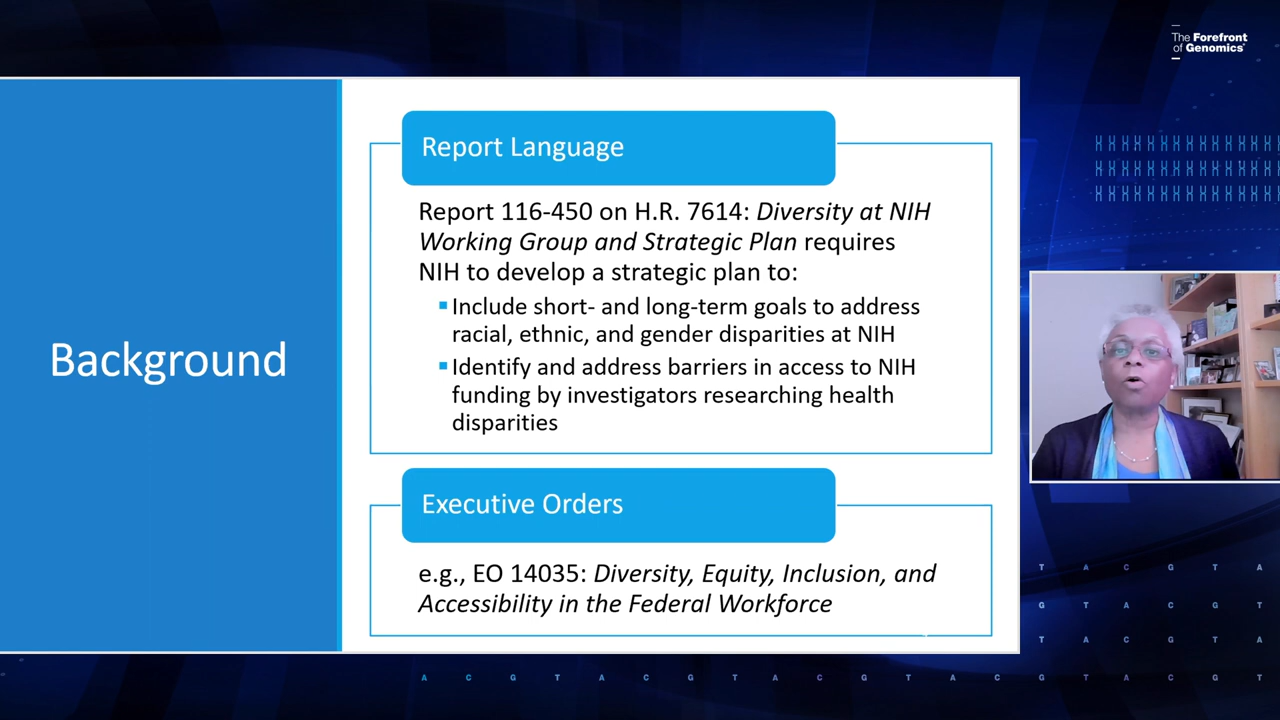 The Forefront
of Genomics®
Background
Report Language
Report 116-450 on H.R. 7614: Diversity at NIH
Working Group and Strategic Plan requires
NIH to develop a strategic plan to:
Include short- and long-term goals to address
racial, ethnic, and gender disparities at NIH
Identify and address barriers in access to NIH
funding by investigators researching health
disparities
Executive Orders
e.g., EO 14035: Diversity, Equity, Inclusion, and
Accessibility in the Federal Workforce
T A C G T A
G T A C G T
T A C G T A
A C G T A C G T A C G T A C G T A C G T